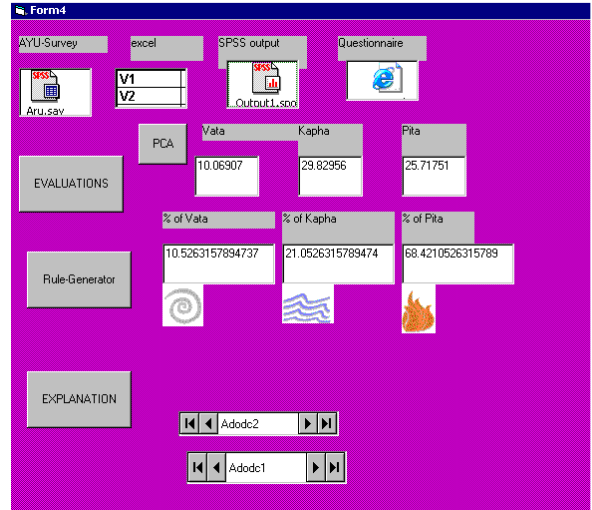 Form4
AYU-Survey
excel
SPSS output
Questionnaire
SPSS
Aru.sav
V1
V2
SPSS
Output1.spo
PCA
Vata
Kapha
Pita
10.06907
29.82956
25.71751
EVALUATIONS
% of Vata
% of Kapha
% of Pita
10.5263157894737
21.0526315789474
68.4210526315789
Rule-Generator
EXPLANATION
Adodc2
Adodc1